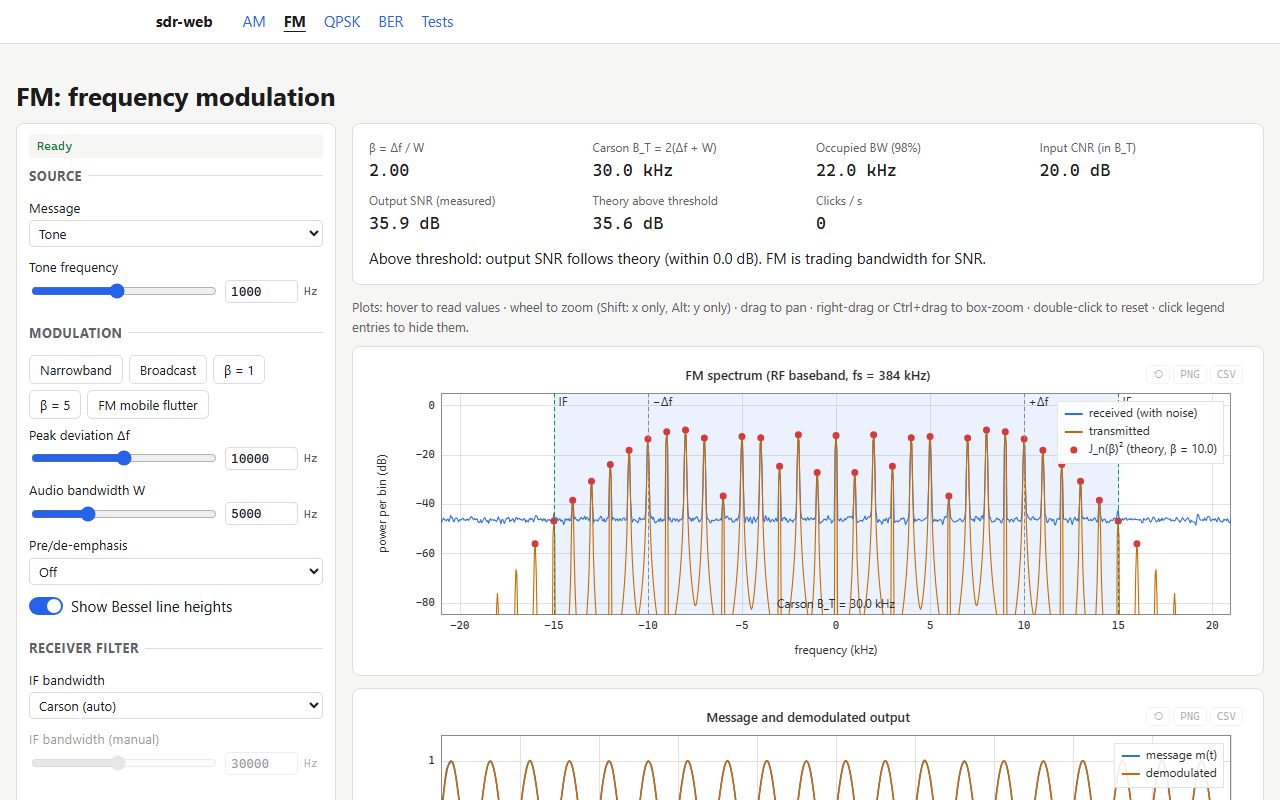 sdr-web AM FM QPSK BER Tests
FM: frequency modulation
Ready
SOURCE
Message
Tone
Tone frequency
1000 Hz
MODULATION
Narrowband Broadcast β = 1
β = 5 FM mobile flutter
Peak deviation Δf
10000 Hz
Audio bandwidth W
5000 Hz
Pre/de-emphasis
Off
Show Bessel line heights
RECEIVER FILTER
IF bandwidth
Carson (auto)
IF bandwidth (manual)
30000 Hz
β = Δf / W Carson B_T = 2(Δf + W) Occupied BW (98%) Input CNR (in B_T)
2.00 30.0 kHz 22.0 kHz 20.0 dB
Output SNR (measured) Theory above threshold Clicks / s
35.9 dB 35.6 dB 0
Above threshold: output SNR follows theory (within 0.0 dB). FM is trading bandwidth for SNR.
Plots: hover to read values · wheel to zoom (Shift: x only, Alt: y only) · drag to pan · right-drag or Ctrl+drag to box-zoom · double-click to reset · click legend
entries to hide them.
FM spectrum (RF baseband, fs = 384 kHz)
PNG CSV
IF −Δf +Δf IF
received (with noise)
transmitted
J_n(β)² (theory, β = 10.0)
power per bin (dB)
0
−20
−40
−60
−80
Carson B_T = 30.0 kHz
−20 −15 −10 −5 0 5 10 15 20
frequency (kHz)
Message and demodulated output
PNG CSV
message m(t)
demodulated
1